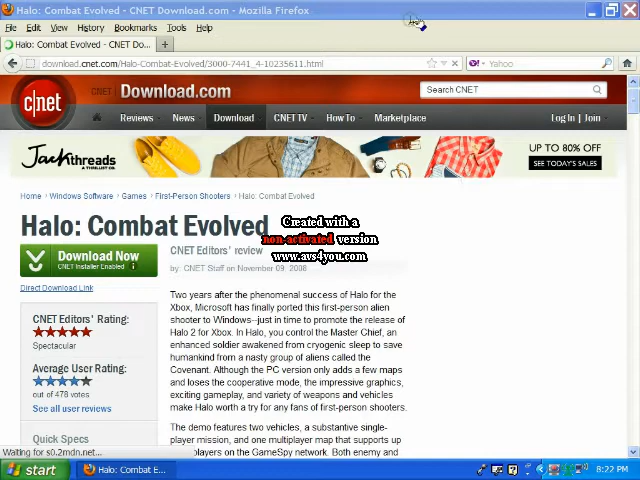 Halo: Combat Evolved - CNET Download.com - Mozilla Firefox
File Edit View History Bookmarks Tools Help
Halo: Combat Evolved - CNET Do...
download.cnet.com/Halo-Combat-Evolved/3000-7441_4-10235611.html
Yahoo
c|net
CNET
Download.com
Search CNET
Reviews News Download CNET TV How To Marketplace Log In | Join
Jackthreads
A THRILLIST CO.
UP TO 80% OFF
SEE TODAY'S SALES
Home Windows Software Games First-Person Shooters Halo: Combat Evolved
Halo: Combat Evolved
Created with a
non-activated version
www.avs4you.com
Download Now
CNET Installer Enabled
Direct Download Link
CNET Editors' review
by: CNET Staff on November 09, 2008
CNET Editors' Rating:
Spectacular
Average User Rating:
out of 478 votes
See all user reviews
Quick Specs
Two years after the phenomenal success of Halo for the
Xbox, Microsoft has finally ported this first-person alien
shooter to Windows--just in time to promote the release of
Halo 2 for Xbox. In Halo, you control the Master Chief, an
enhanced soldier awakened from cryogenic sleep to save
humankind from a nasty group of aliens called the
Covenant. Although the PC version only adds a few maps
and loses the cooperative mode, the impressive graphics,
exciting gameplay, and variety of weapons and vehicles
make Halo worth a try for any fans of first-person shooters.
The demo features two vehicles, a substantive single-
player mission, and one multiplayer map that supports up
players on the GameSpy network. Both enemy and
Waiting for s0.2mdn.net...
start
Halo: Combat E...
8:22 PM